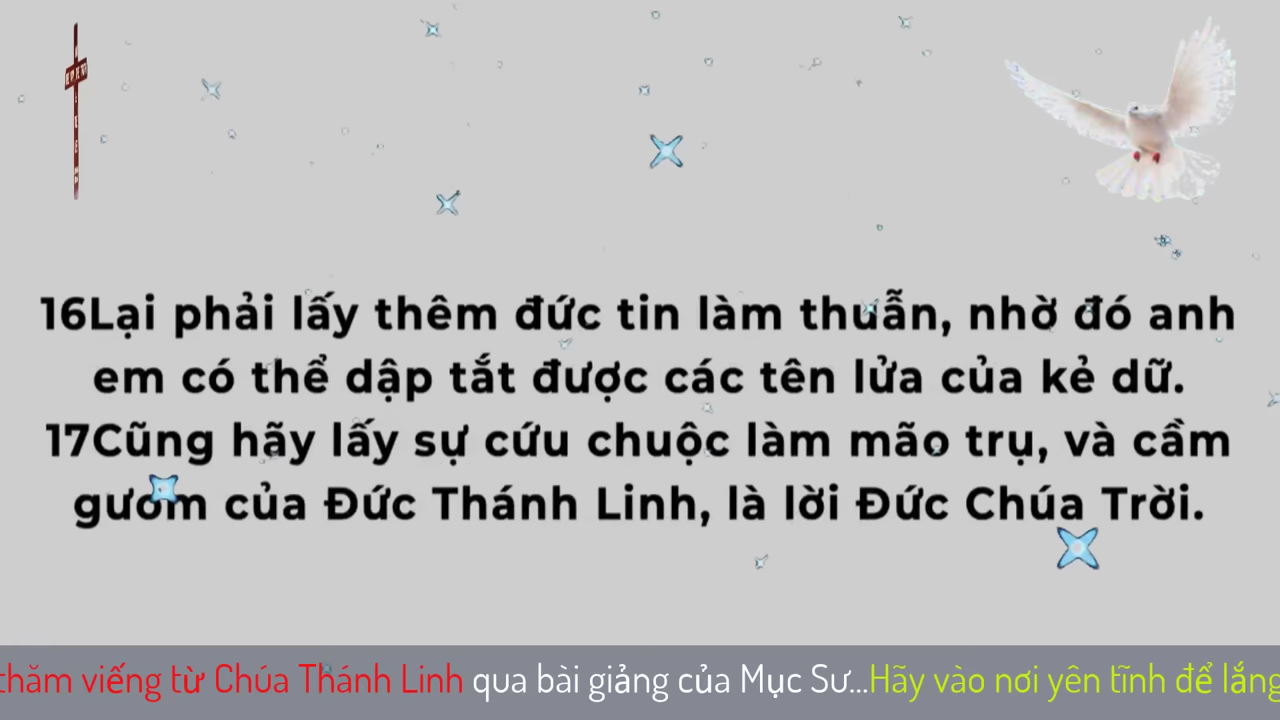 16Lại phải lấy thêm đức tin làm thuẫn, nhờ đó anh
em có thể dập tắt được các tên lửa của kẻ dữ.
17Cũng hãy lấy sự cứu chuộc làm mão trụ, và cầm
gươm của Đức Thánh Linh, là lời Đức Chúa Trời.
thăm viếng từ Chúa Thánh Linh qua bài giảng của Mục Sư...Hãy vào nơi yên tĩnh để lắng